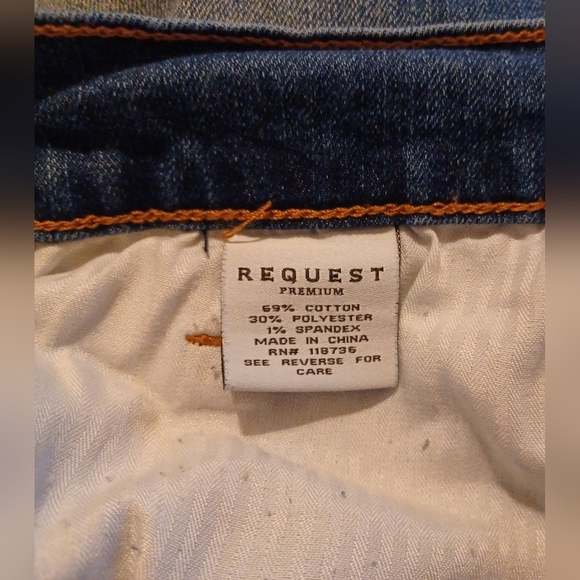 REQUEST
PREMIUM
69% COTTON
30% POLYESTER
1% SPANDEX
MADE IN CHINA
RN# 118736
SEE REVERSE FOR
CARE